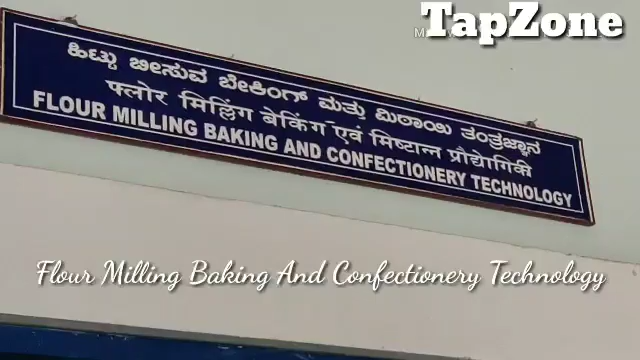 TapZone
ಹಿಟ್ಟು ಬೀಸುವ ಬೇಕಿಂಗ್ ಮತ್ತು ಮಿಠಾಯಿ ತಂತ್ರಜ್ಞಾನ
फ्लोर मिलिंग बेकिंग एवं मिष्टान्न प्रौद्योगिकी
FLOUR MILLING BAKING AND CONFECTIONERY TECHNOLOGY
Flour Milling Baking And Confectionery Technology